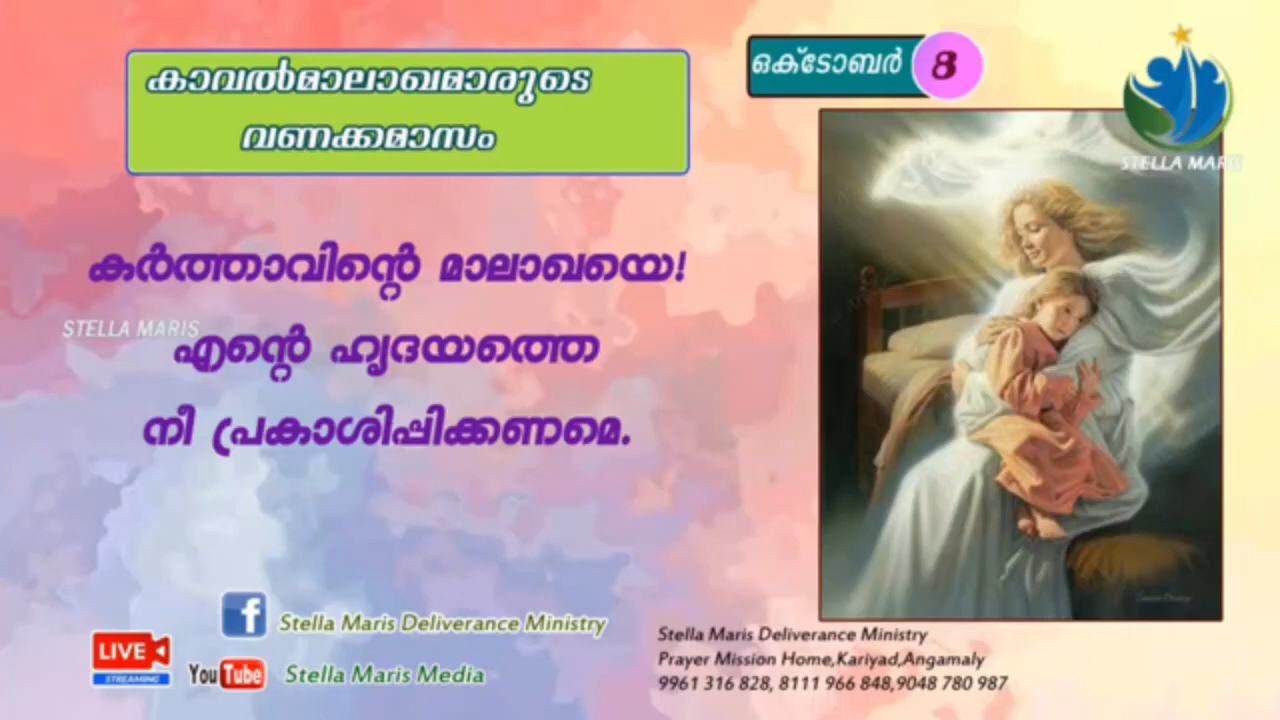 കാവൽമാലാഖമാരുടെ
വണക്കമാസം
ഒക്ടോബർ 8
STELLA MARIS
കർത്താവിന്റെ മാലാഖയെ!
STELLA MARIS
എന്റെ ഹൃദയത്തെ
നീ പ്രകാശിപ്പിക്കണമെ.
f Stella Maris Deliverance Ministry
LIVE
STREAMING
YouTube Stella Maris Media
Stella Maris Deliverance Ministry
Prayer Mission Home,Kariyad,Angamaly
9961 316 828, 8111 966 848,9048 780 987